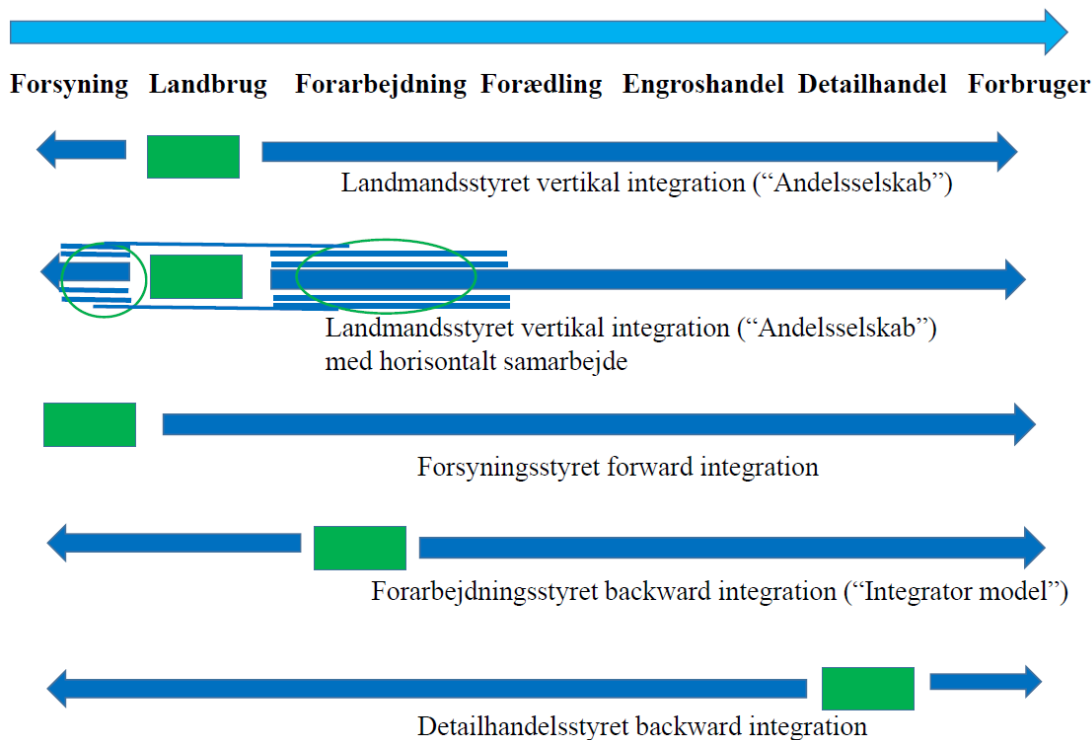 Forsyning Landbrug Forarbejdning Forædling Engroshandel Detailhandel Forbruger
Landmandsstyret vertikal integration (“Andelsselskab”)
Landmandsstyret vertikal integration (“Andelsselskab”)
med horisontalt samarbejde
Forsyningsstyret forward integration
Forarbejdningsstyret backward integration (“Integrator model”)
Detailhandelsstyret backward integration